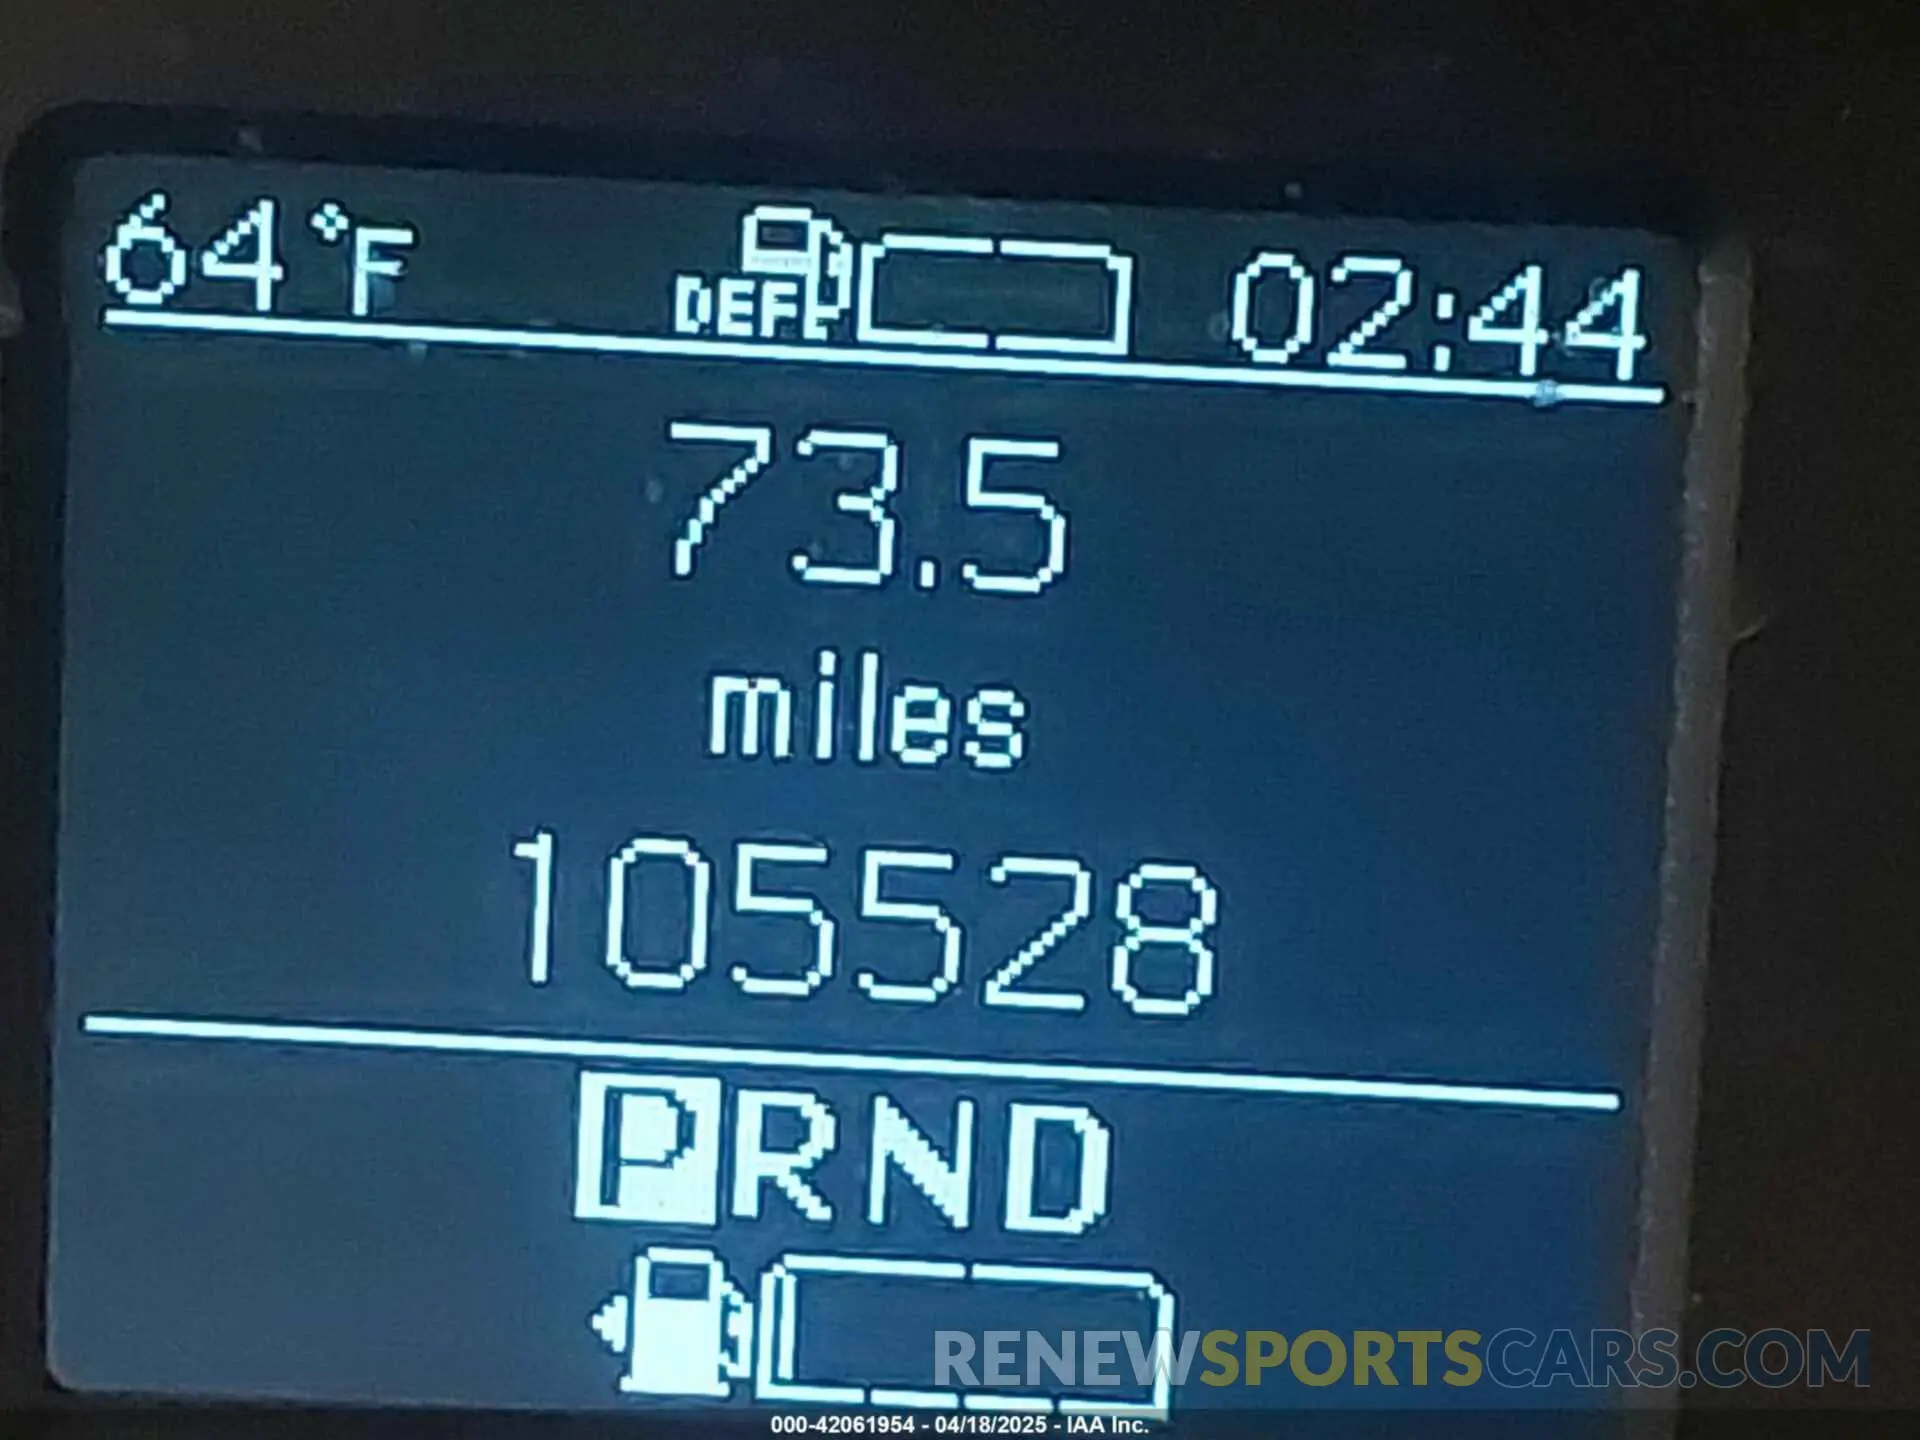 64°F DEF 02:44
73.5
miles
105528
PRND
RENEWSPORTSCARS.COM
000-42061954 - 04/18/2025 - IAA Inc.